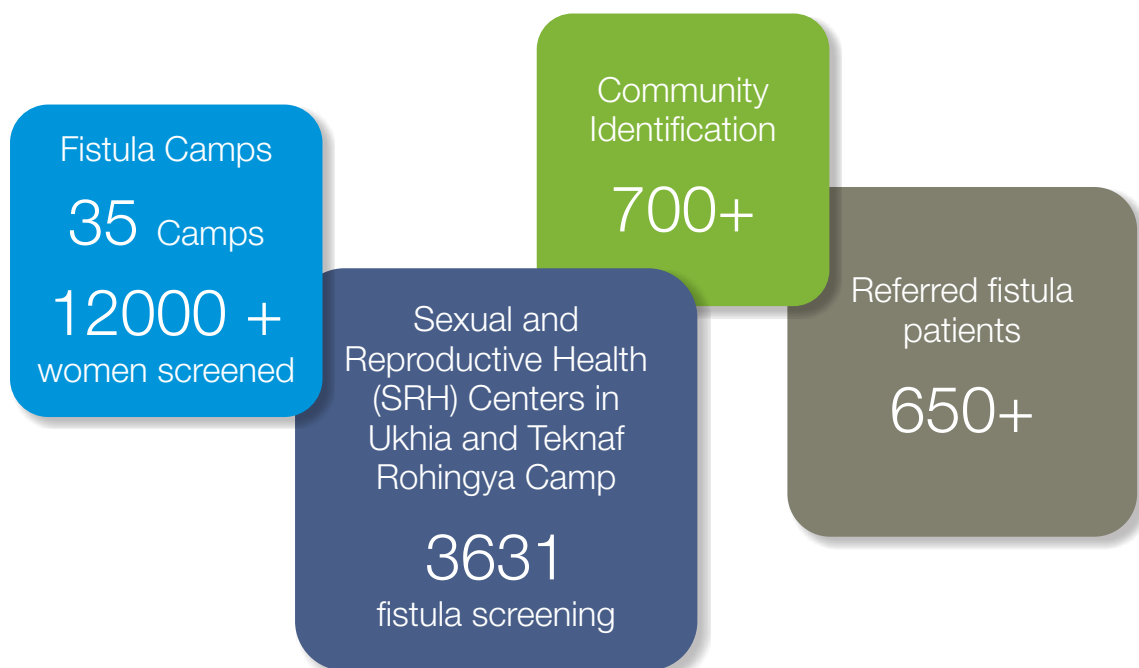 Fistula Camps
35 Camps
12000 +
women screened
Sexual and
Reproductive Health
(SRH) Centers in
Ukhia and Teknaf
Rohingya Camp
3631
fistula screening
Community
Identification
700+
Referred fistula
patients
650+